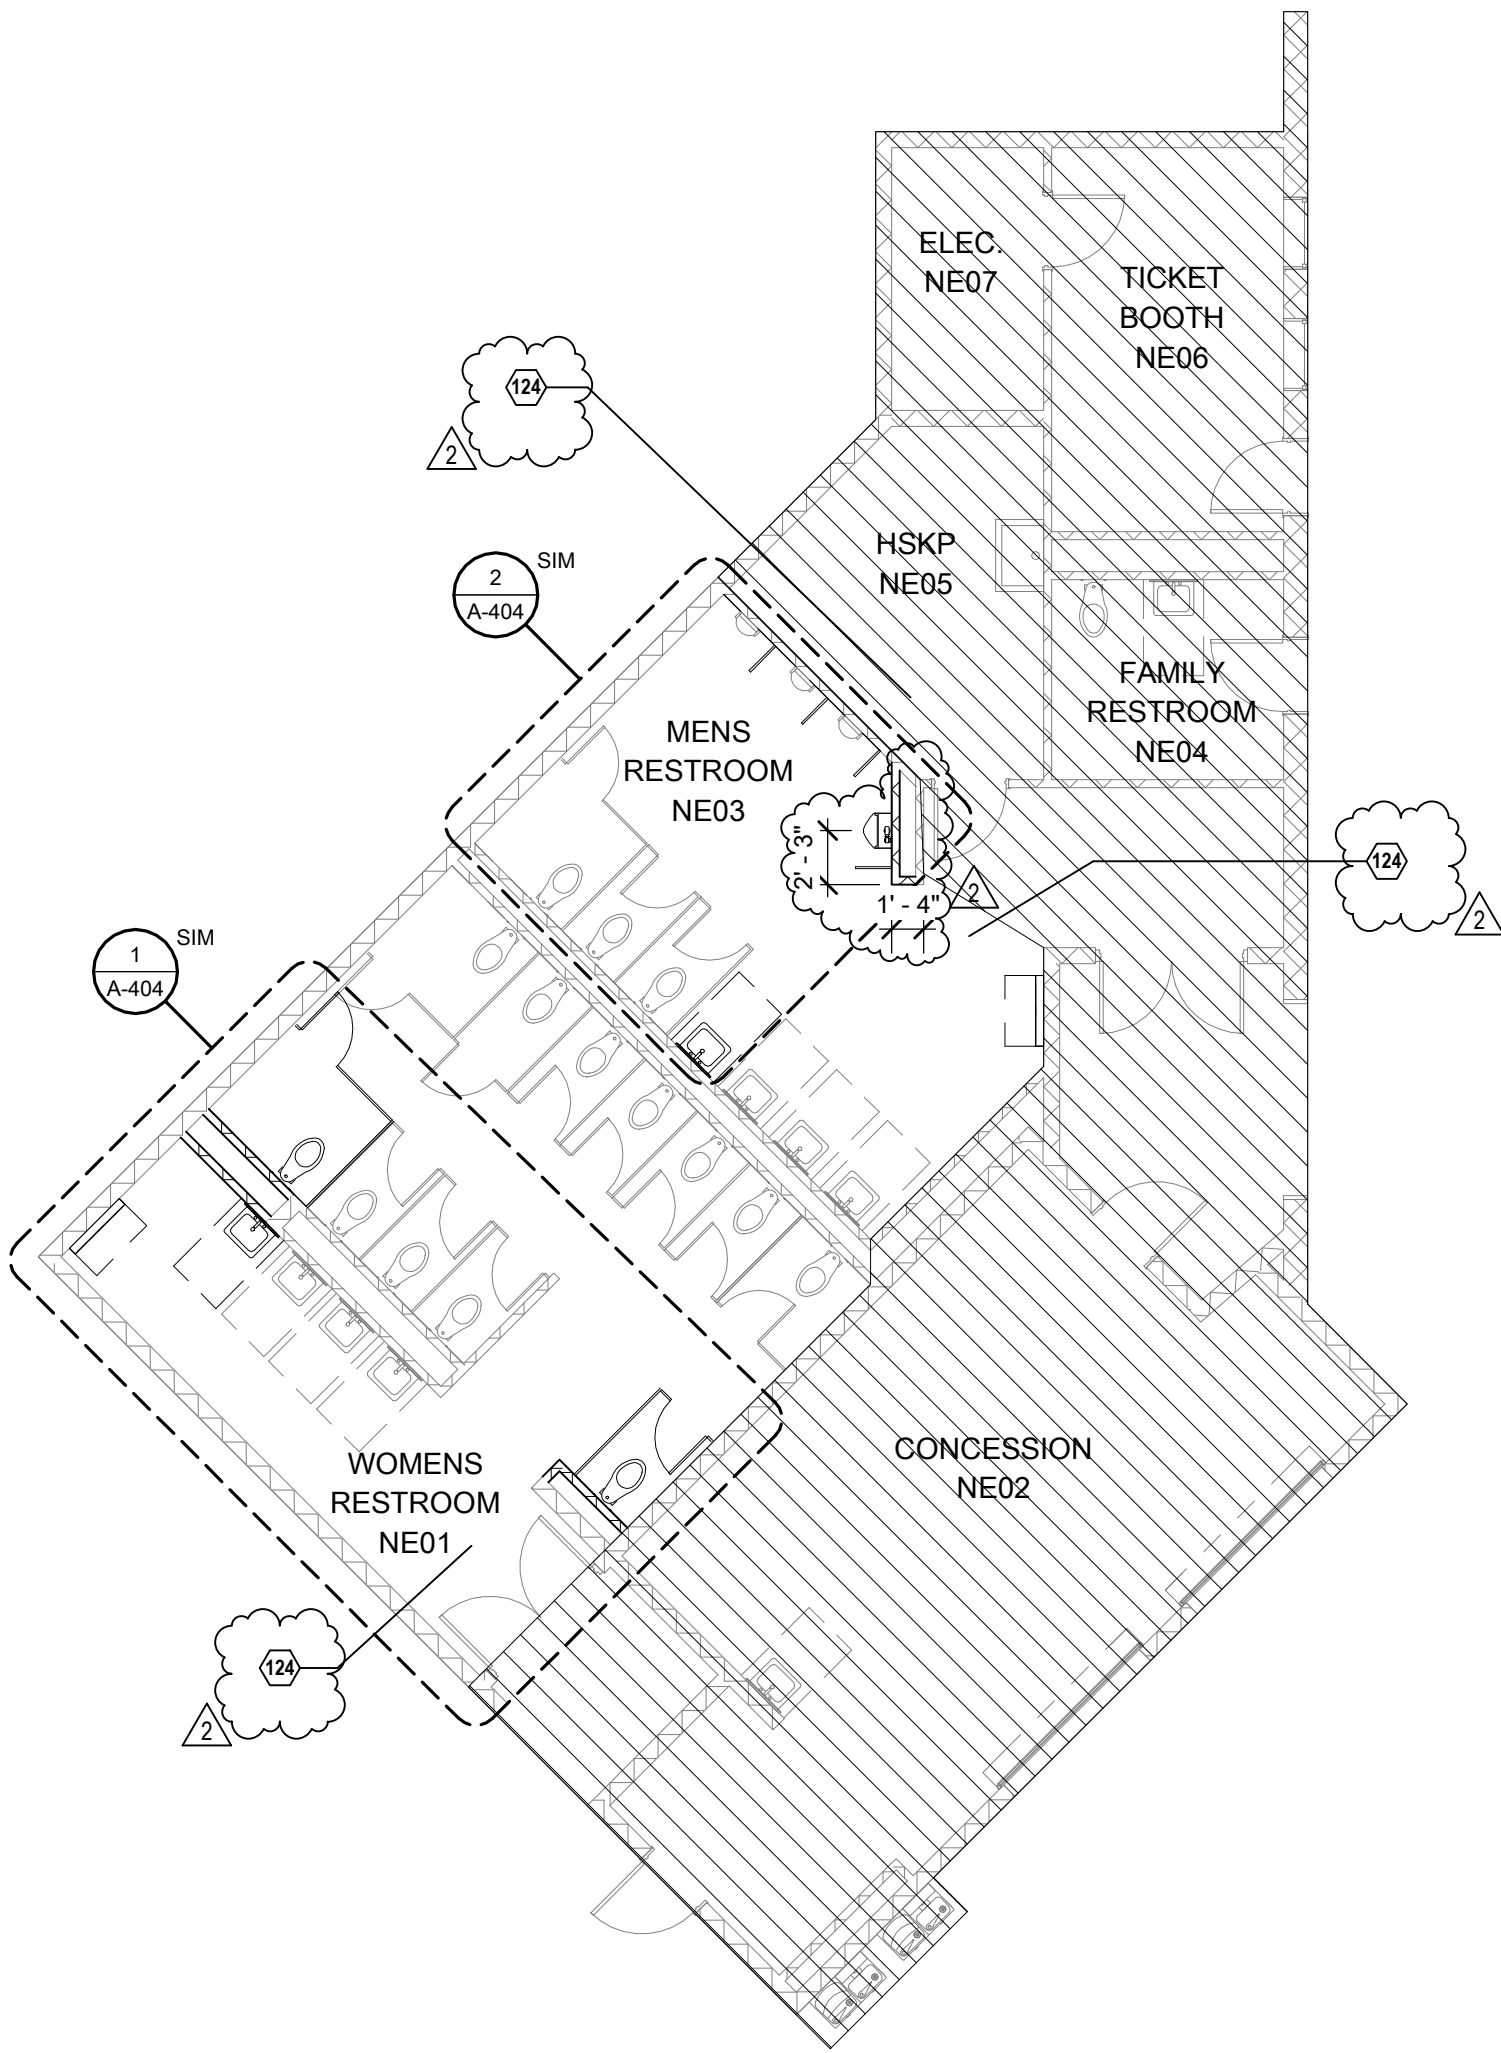 ELEC.
NE07
TICKET
BOOTH
NE06
124
2
HSKP
NE05
2
A-404
SIM
FAMILY
RESTROOM
NE04
MENS
RESTROOM
NE03
2' - 3"
1' - 4"
2
124
2
1
A-404
SIM
CONCESSION
NE02
WOMENS
RESTROOM
NE01
124
2